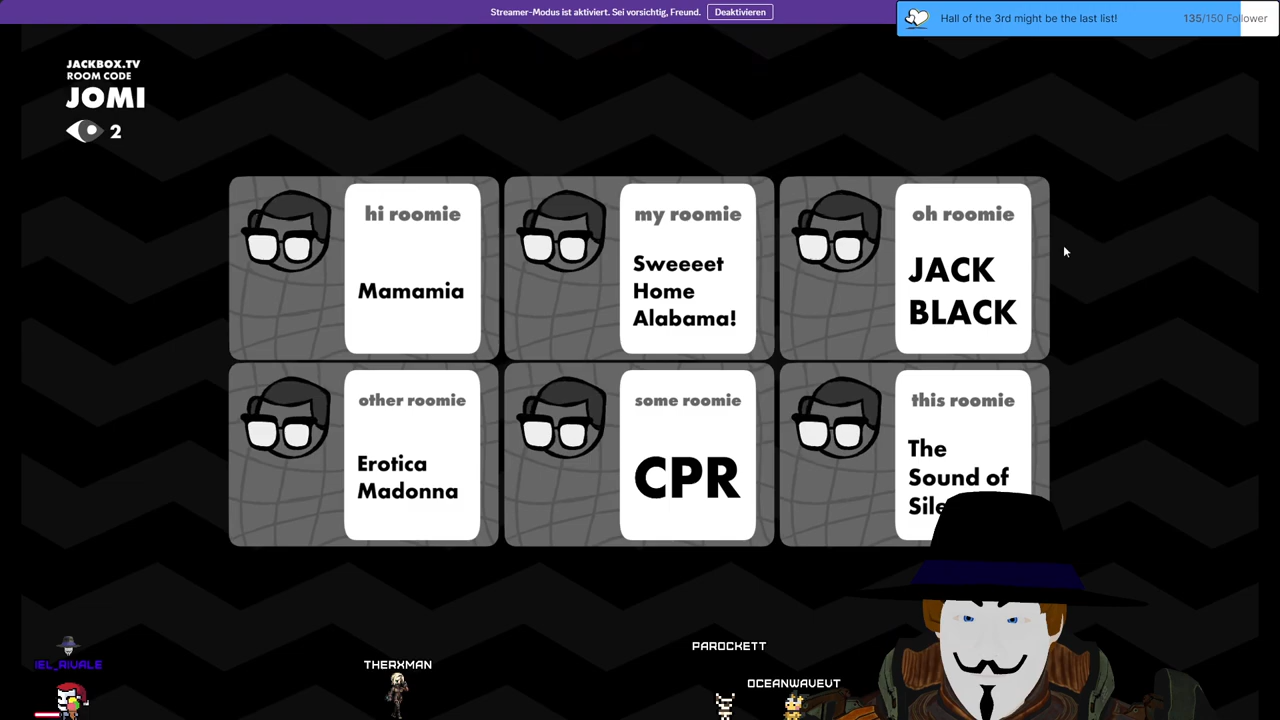 Streamer-Modus ist aktiviert. Sei vorsichtig, Freund.
Deaktivieren
Hall of the 3rd might be the last list!
135/150 Follower
JACKBOX.TV
ROOM CODE
JOMI
2
hi roomie
Mamamia
my roomie
Sweeeet
Home
Alabama!
oh roomie
JACK
BLACK
other roomie
Erotica
Madonna
some roomie
CPR
this roomie
The
Sound of
PAROCKETT
THERXMAN
OCEANWAVEVT